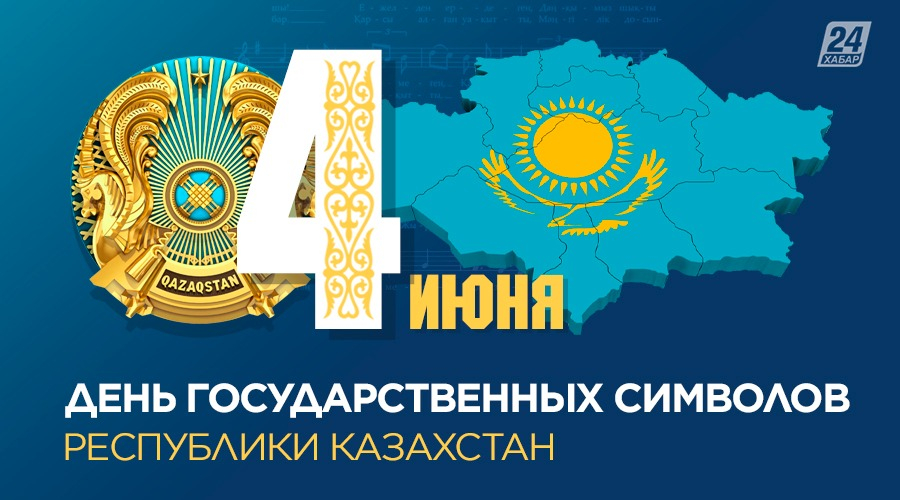 24
ХАБАР
QAZAQSTAN
4
ИЮНЯ
ДЕНЬ ГОСУДАРСТВЕННЫХ СИМВОЛОВ
РЕСПУБЛИКИ КАЗАХСТАН